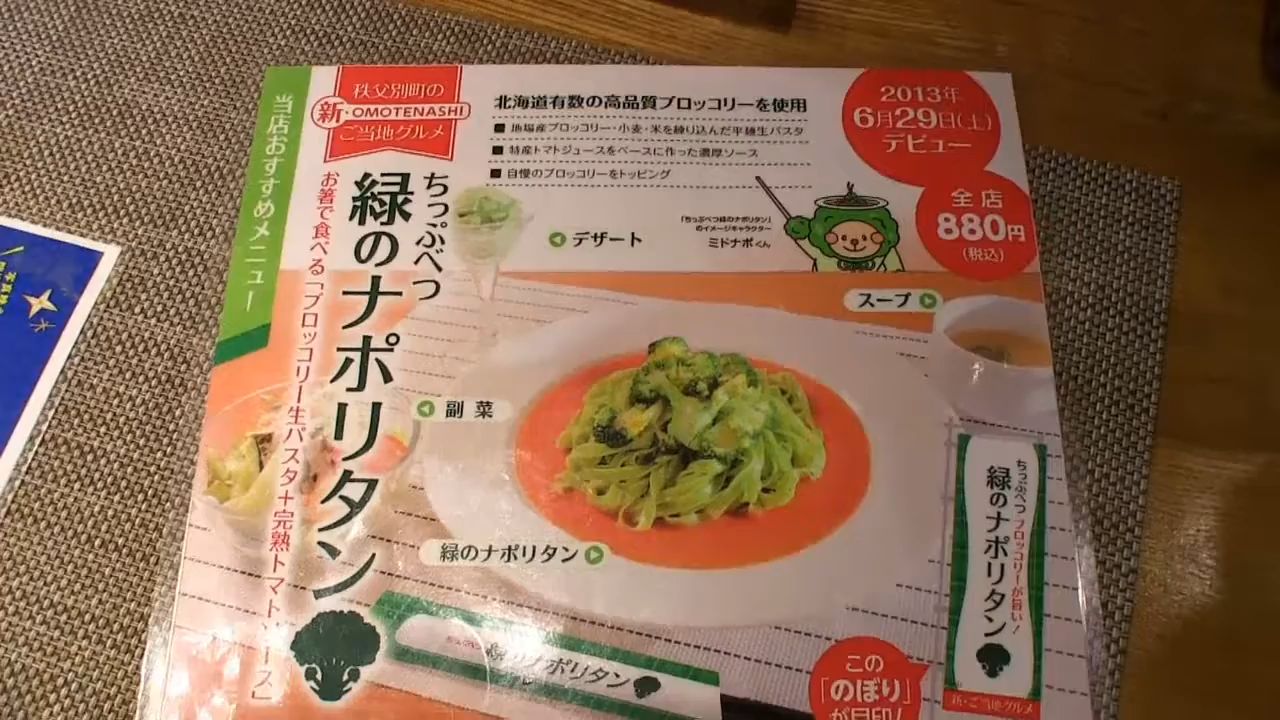 当店おすすめメニュー
秩父別町の
新・OMOTENASHI
ご当地グルメ
北海道有数の高品質ブロッコリーを使用
■ 地場産ブロッコリー・小麦・米を練り込んだ平麺生パスタ
■ 特産トマトジュースをベースに作った濃厚ソース
■ 自慢のブロッコリーをトッピング
2013年
6月29日(土)
デビュー
全店
880円
(税込)
「ちっぷべつ緑のナポリタン」
のイメージキャラクター
ミドナポくん
ちっぷべつ
緑のナポリタン
お箸で食べる「ブロッコリー生パスタ+完熟トマト
ース」
デザート
スープ
副菜
緑のナポリタン
緑のナポリタン
ちっぷべつ ブロッコリーが旨い!
緑のナポリタン
新・ご当地グルメ
この
「のぼり」
が目印!